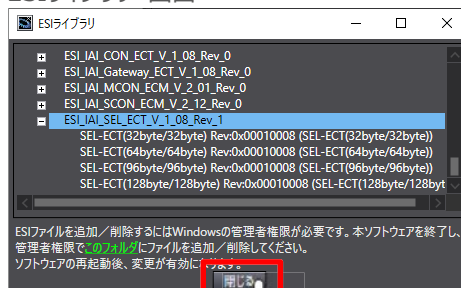 ESIライブラリ
ESI_IAI_CON_ECT_V_1_08_Rev_0
ESI_IAI_Gateway_ECT_V_1_08_Rev_0
ESI_IAI_MCON_ECM_V_2_01_Rev_0
ESI_IAI_SCON_ECM_V_2_12_Rev_0
ESI_IAI_SEL_ECT_V_1_08_Rev_1
SEL-ECT(32byte/32byte) Rev:0x00010008 (SEL-ECT(32byte/32byte))
SEL-ECT(64byte/64byte) Rev:0x00010008 (SEL-ECT(64byte/64byte))
SEL-ECT(96byte/96byte) Rev:0x00010008 (SEL-ECT(96byte/96byte))
SEL-ECT(128byte/128byte) Rev:0x00010008 (SEL-ECT(128byte/128byt
ESIファイルを追加／削除するにはWindowsの管理者権限が必要です。本ソフトウェアを終了し、
管理者権限でこのフォルダにファイルを追加／削除してください。
ソフトウェアの再起動後、変更が有効になります。
閉じる